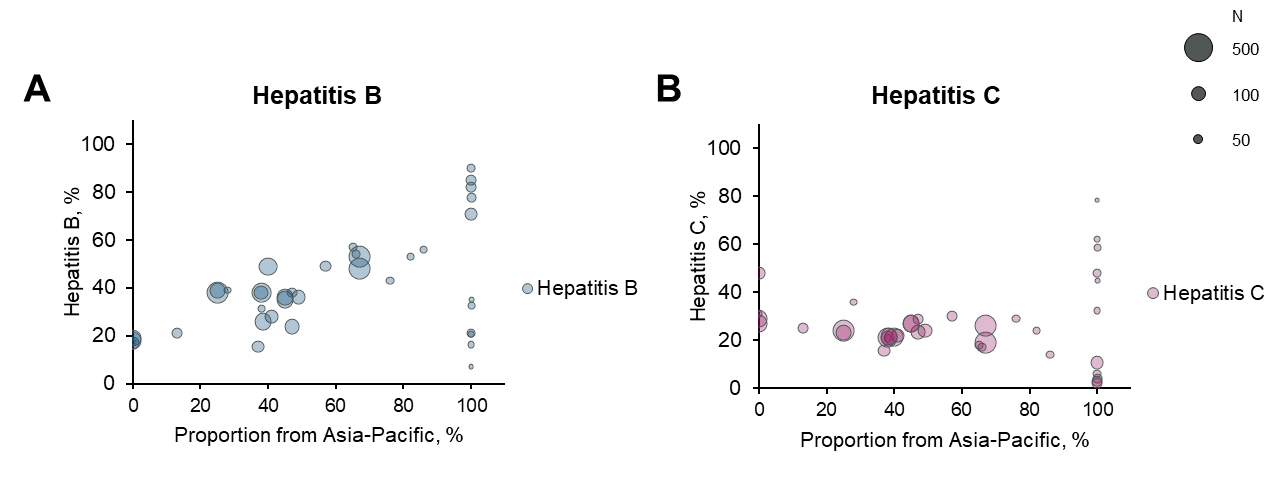 N
500
100
50
A
Hepatitis B
100
80
60
40
20
0
Hepatitis B, %
0 20 40 60 80 100
Proportion from Asia-Pacific, %
Hepatitis B
B
Hepatitis C
100
80
60
40
20
0
Hepatitis C, %
0 20 40 60 80 100
Proportion from Asia-Pacific, %
Hepatitis C